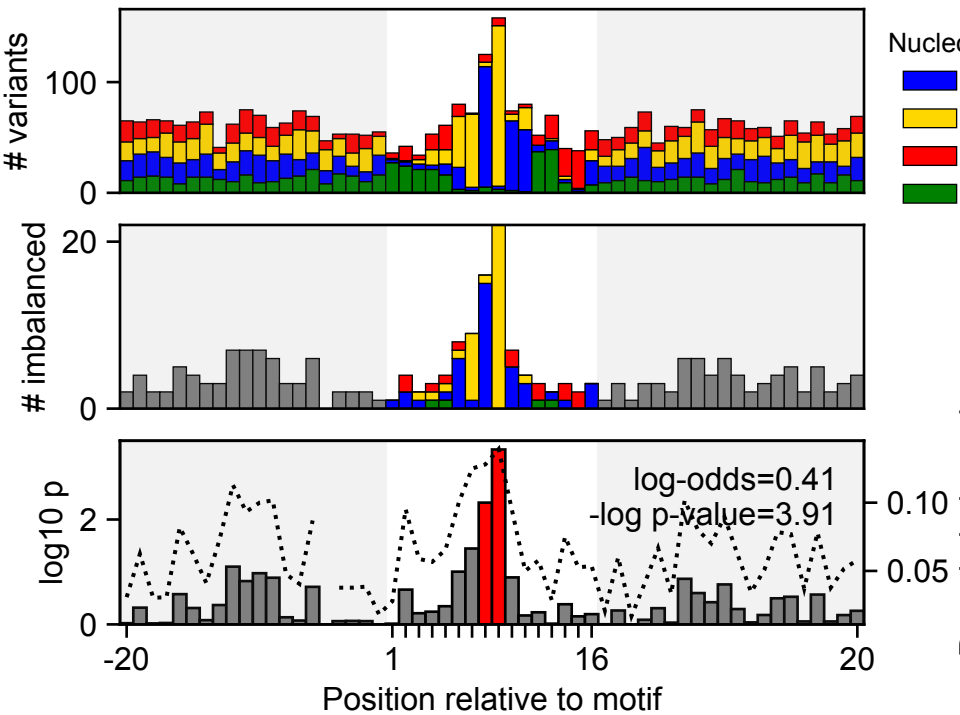 # variants
100
0
Nucleo
# imbalanced
20
0
log10 p
2
0
log-odds=0.41
-log p-value=3.91
0.10
0.05
-20
1
16
20
Position relative to motif